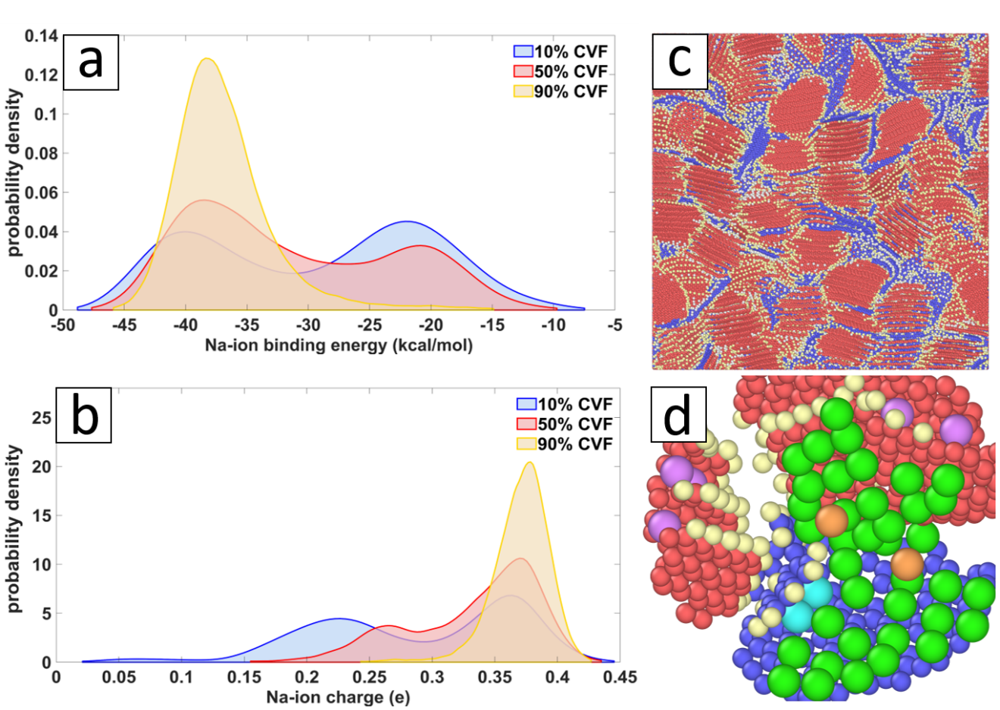 a
0.14
0.12
0.1
0.08
0.06
0.04
0.02
0
probability density
10% CVF
50% CVF
90% CVF
-50 -45 -40 -35 -30 -25 -20 -15 -10 -5
Na-ion binding energy (kcal/mol)
b
25
20
15
10
5
0
probability density
10% CVF
50% CVF
90% CVF
0 0.05 0.1 0.15 0.2 0.25 0.3 0.35 0.4 0.45
Na-ion charge (e)
c
d